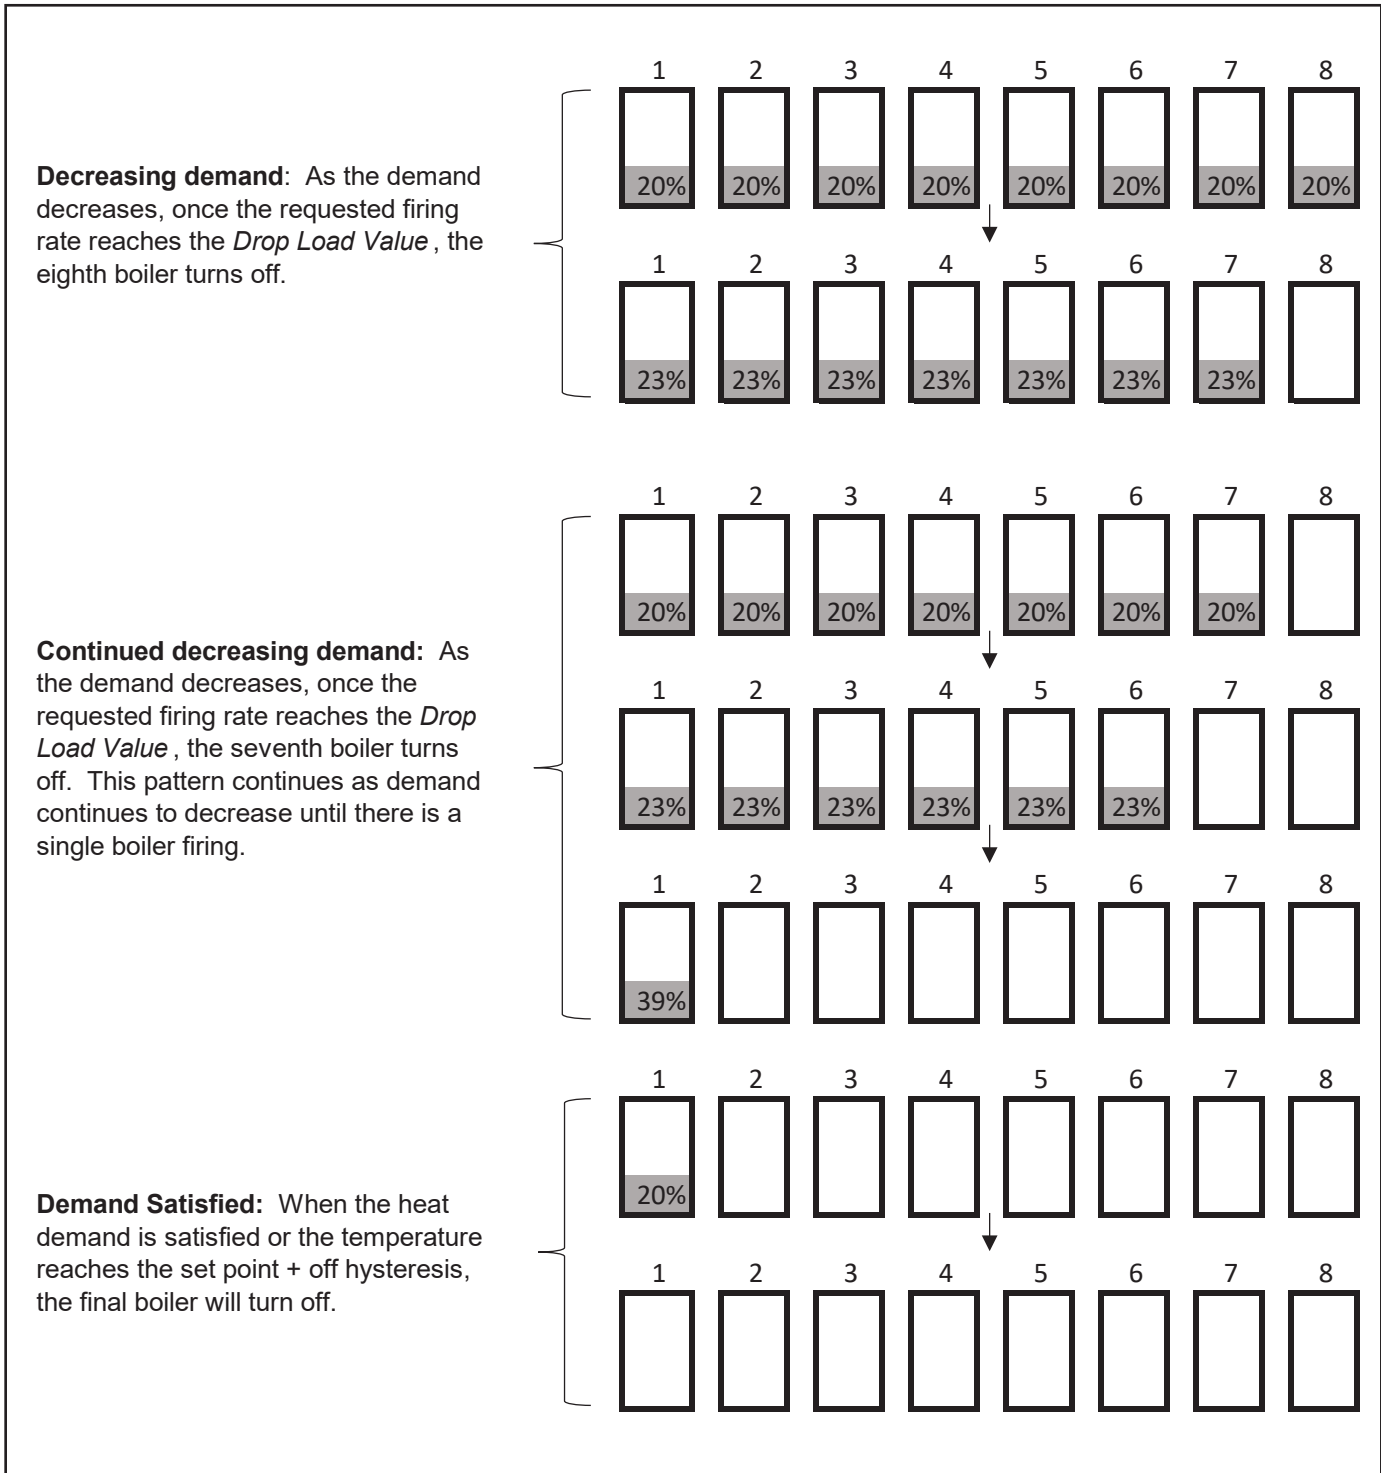 1 2 3 4 5 6 7 8
20% 20% 20% 20% 20% 20% 20% 20%
Decreasing demand: As the demand
decreases, once the requested firing
rate reaches the Drop Load Value , the
eighth boiler turns off.
1 2 3 4 5 6 7 8
23% 23% 23% 23% 23% 23% 23%
1 2 3 4 5 6 7 8
20% 20% 20% 20% 20% 20% 20%
Continued decreasing demand: As
the demand decreases, once the
requested firing rate reaches the Drop
Load Value , the seventh boiler turns
off. This pattern continues as demand
continues to decrease until there is a
single boiler firing.
1 2 3 4 5 6 7 8
23% 23% 23% 23% 23% 23%
1 2 3 4 5 6 7 8
39%
1 2 3 4 5 6 7 8
20%
Demand Satisfied: When the heat
demand is satisfied or the temperature
reaches the set point + off hysteresis,
the final boiler will turn off.
1 2 3 4 5 6 7 8